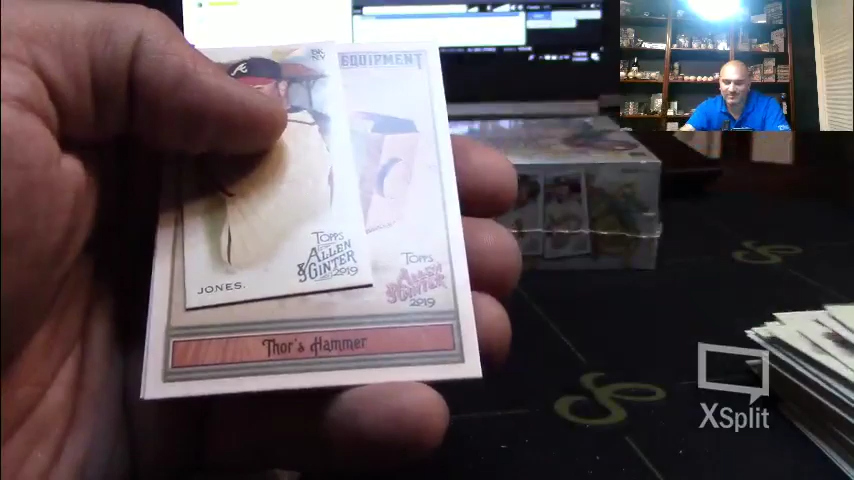 EQUIPMENT
TOPPS
ALLEN
& GINTER
2019
JONES.
TOPPS
ALLEN
& GINTER
2019
Thor's Hammer
XSplit